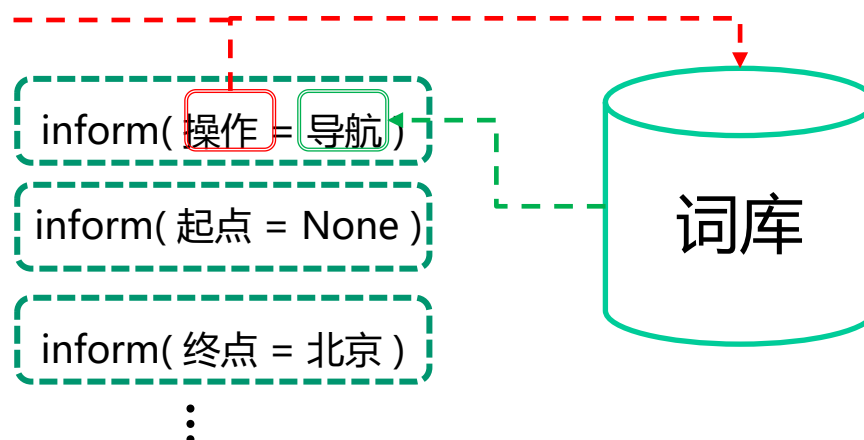 inform( 操作 = 导航 )
inform( 起点 = None )
inform( 终点 = 北京 )
词库